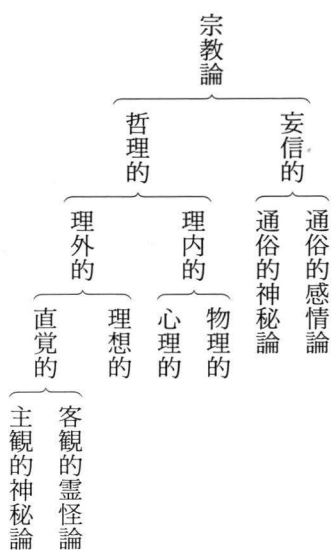 宗教論
妄信的
通俗的感情論
通俗的神秘論
哲理的
理内的
物理的
心理的
理外的
理想的
直覚的
客観的霊怪論
主観的神秘論